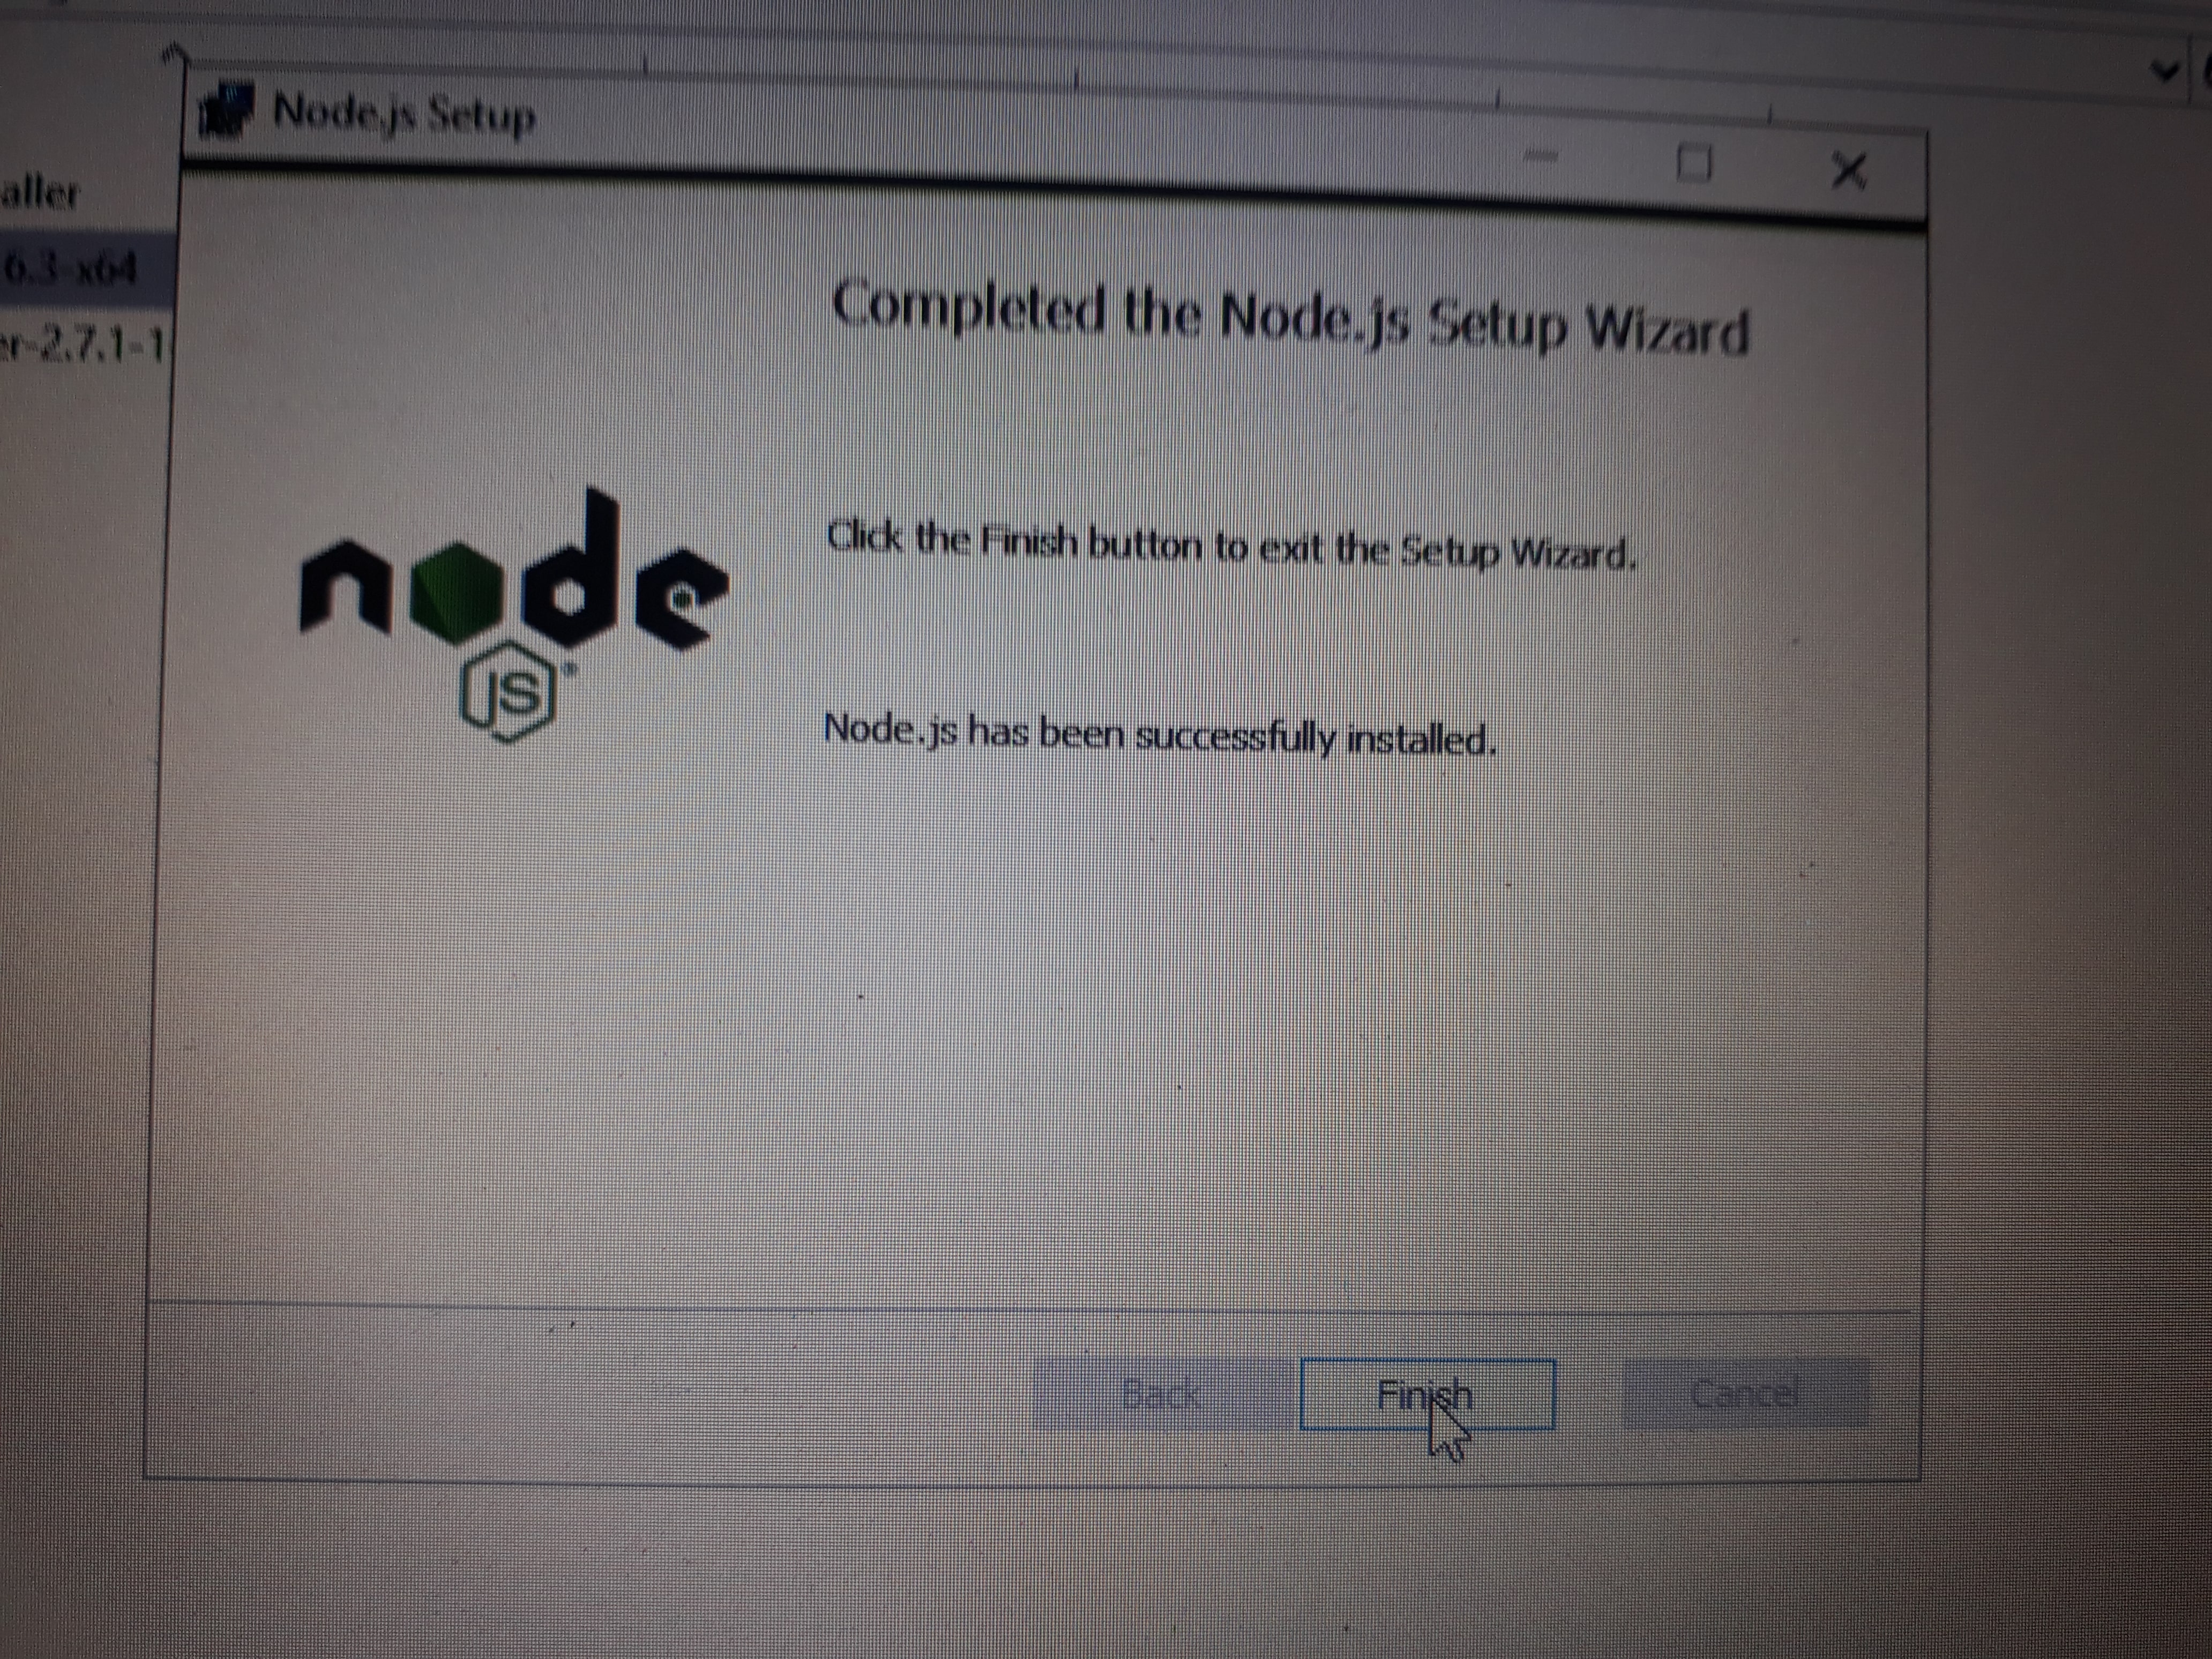 Node.js Setup
aller
6.3-x64
er-2.7.1-1
Completed the Node.js Setup Wizard
node
JS
Click the Finish button to exit the Setup Wizard.
Node.js has been successfully installed.
Back
Finish
Cancel